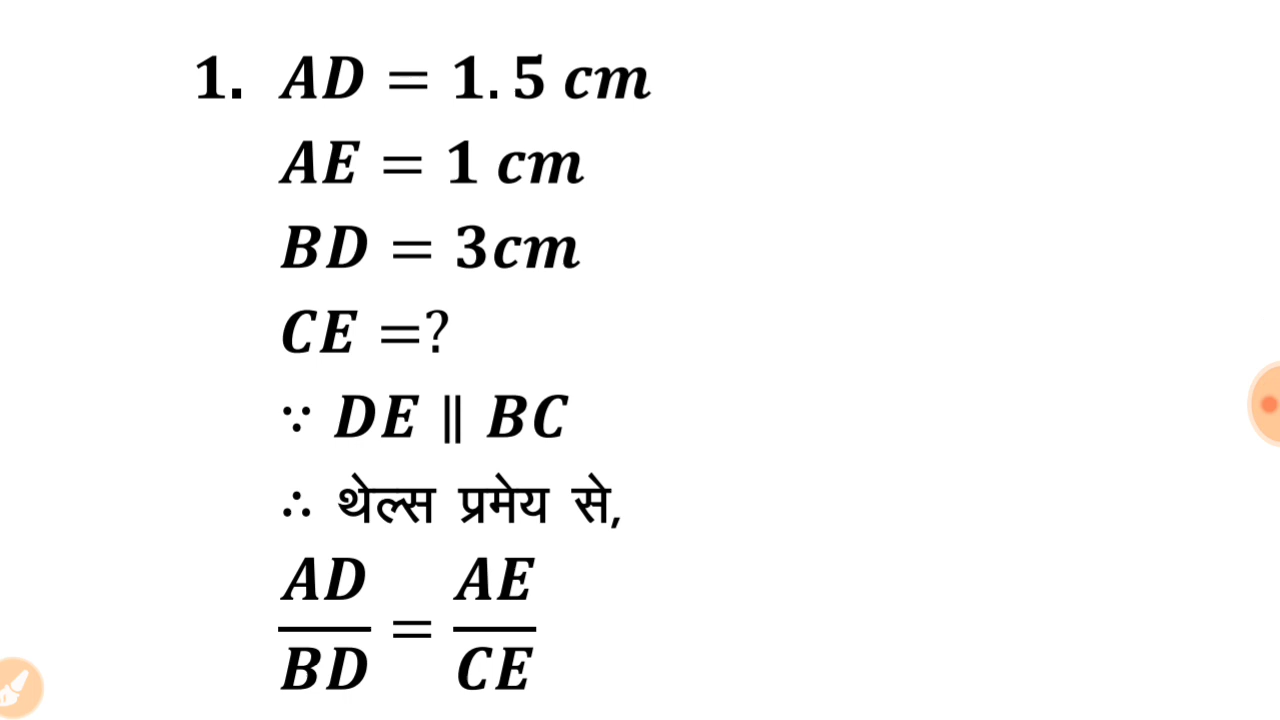 1. AD = 1.5 cm
AE = 1 cm
BD = 3cm
CE =?
∵ DE ∥ BC
∴ थेल्स प्रमेय से,
AD/BD = AE/CE